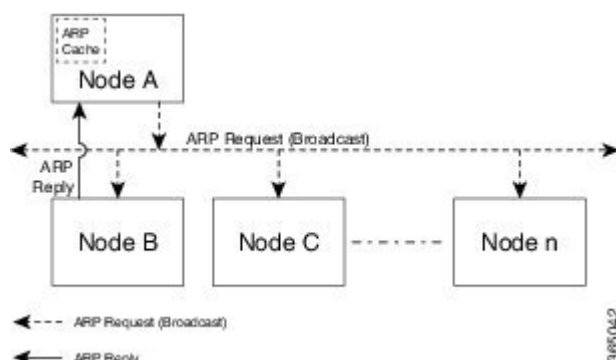 ARP
Cache
Node A
ARP Request (Broadcast)
ARP
Reply
Node B
Node C
Node n
ARP Request (Broadcast)
ARP Reply